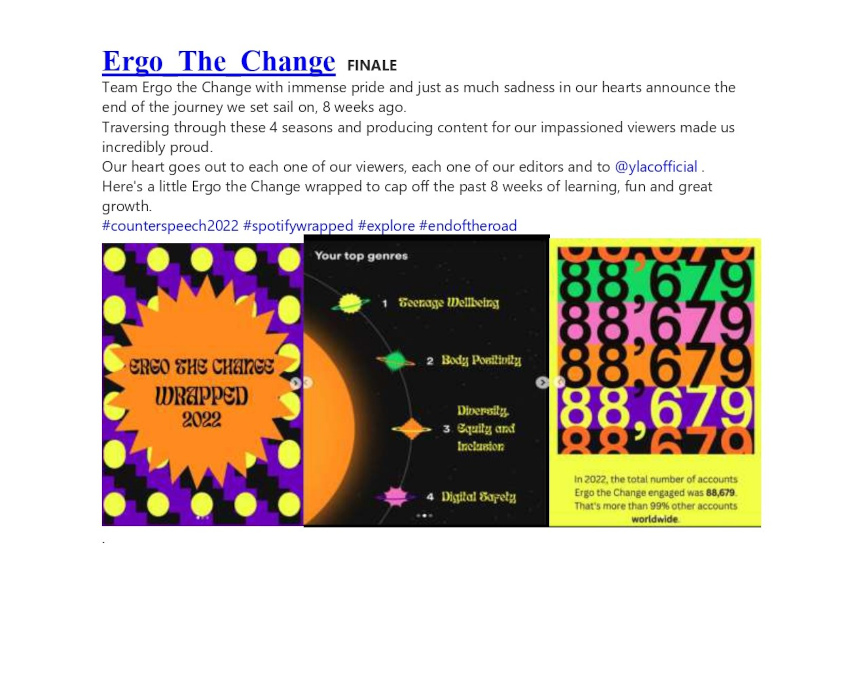 Ergo_The_Change FINALE
Team Ergo the Change with immense pride and just as much sadness in our hearts announce the
end of the journey we set sail on, 8 weeks ago.
Traversing through these 4 seasons and producing content for our impassioned viewers made us
incredibly proud.
Our heart goes out to each one of our viewers, each one of our editors and to @ylacofficial .
Here's a little Ergo the Change wrapped to cap off the past 8 weeks of learning, fun and great
growth.
#counterspeech2022 #spotifywrapped #explore #endoftheroad
ERGO THE CHANGE
WRAPPED
2022
Your top genres
1 Teenage Wellbeing
2 Body Positivity
3 Diversity,
Equity and
Inclusion
4 Digital Safety
88,679
88,679
88,679
88,679
88,679
88,679
In 2022, the total number of accounts
Ergo the Change engaged was 88,679.
That's more than 99% other accounts
worldwide.
.